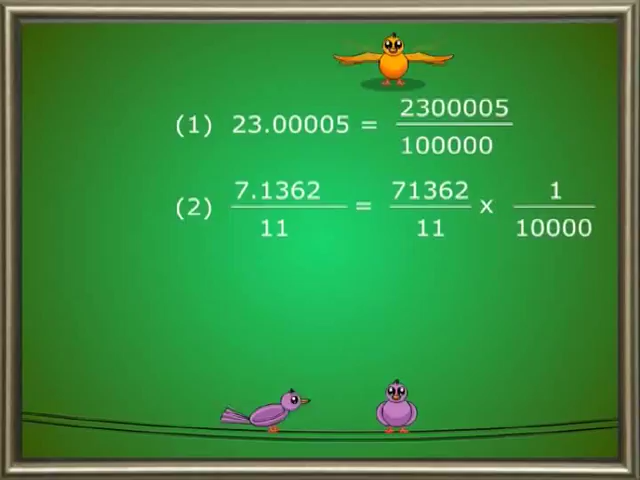 (1) 23.00005 = 2300005/100000
(2) 7.1362/11 = 71362/11 x 1/10000